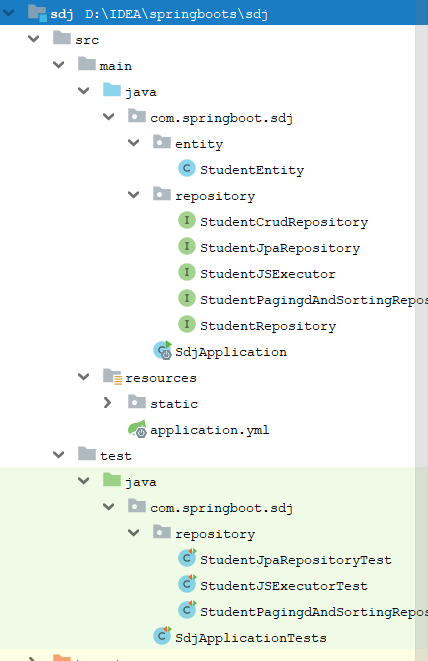 sdj D:\IDEA\springboots\sdj
src
main
java
com.springboot.sdj
entity
C StudentEntity
repository
I StudentCrudRepository
I StudentJpaRepository
I StudentJSExecutor
I StudentPagingdAndSortingRepos
I StudentRepository
SdjApplication
resources
static
application.yml
test
java
com.springboot.sdj
repository
C StudentJpaRepositoryTest
C StudentJSExecutorTest
C StudentPagingdAndSortingRepos
C SdjApplicationTests